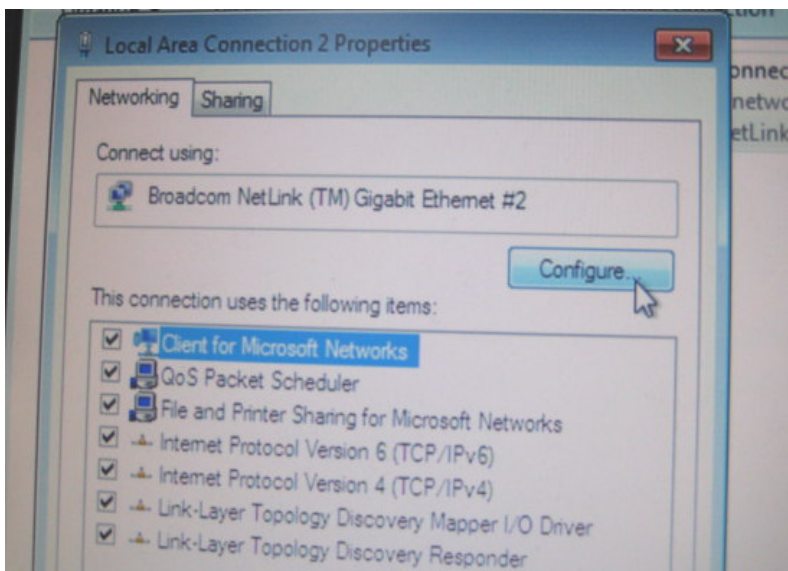 Local Area Connection 2 Properties
Networking
Sharing
Connect using:
Broadcom NetLink (TM) Gigabit Ethernet #2
Configure...
This connection uses the following items:
Client for Microsoft Networks
QoS Packet Scheduler
File and Printer Sharing for Microsoft Networks
Internet Protocol Version 6 (TCP/IPv6)
Internet Protocol Version 4 (TCP/IPv4)
Link-Layer Topology Discovery Mapper I/O Driver
Link-Layer Topology Discovery Responder